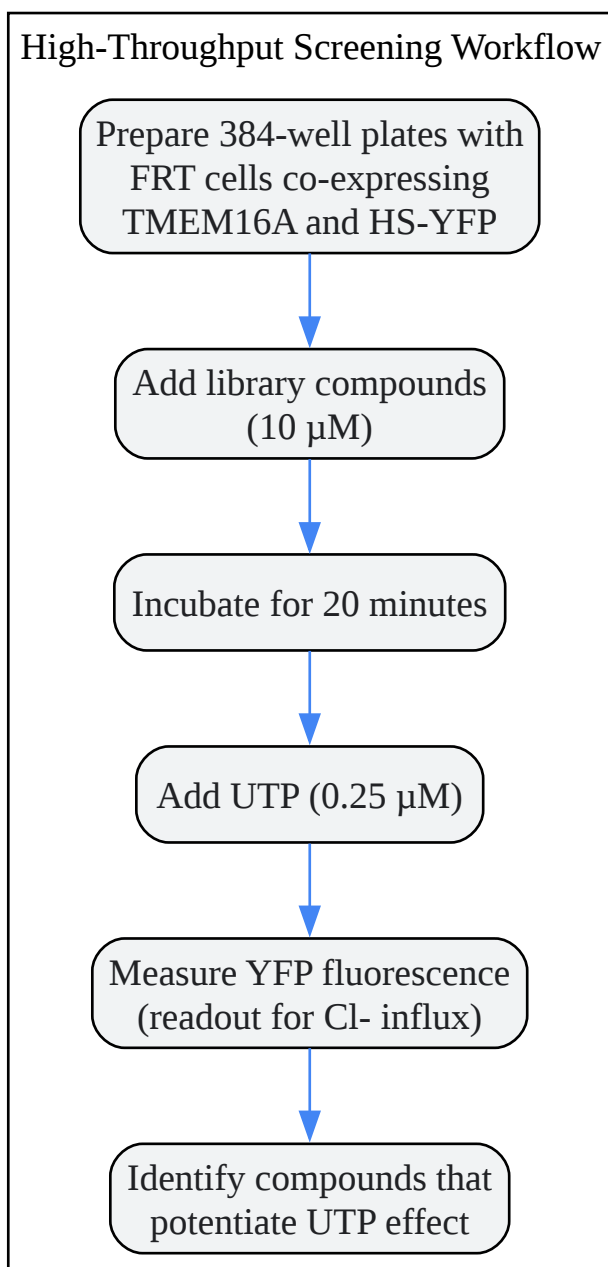 High-Throughput Screening Workflow
Prepare 384-well plates with
FRT cells co-expressing
TMEM16A and HS-YFP
Add library compounds
(10 µM)
Incubate for 20 minutes
Add UTP (0.25 µM)
Measure YFP fluorescence
(readout for Cl- influx)
Identify compounds that
potentiate UTP effect